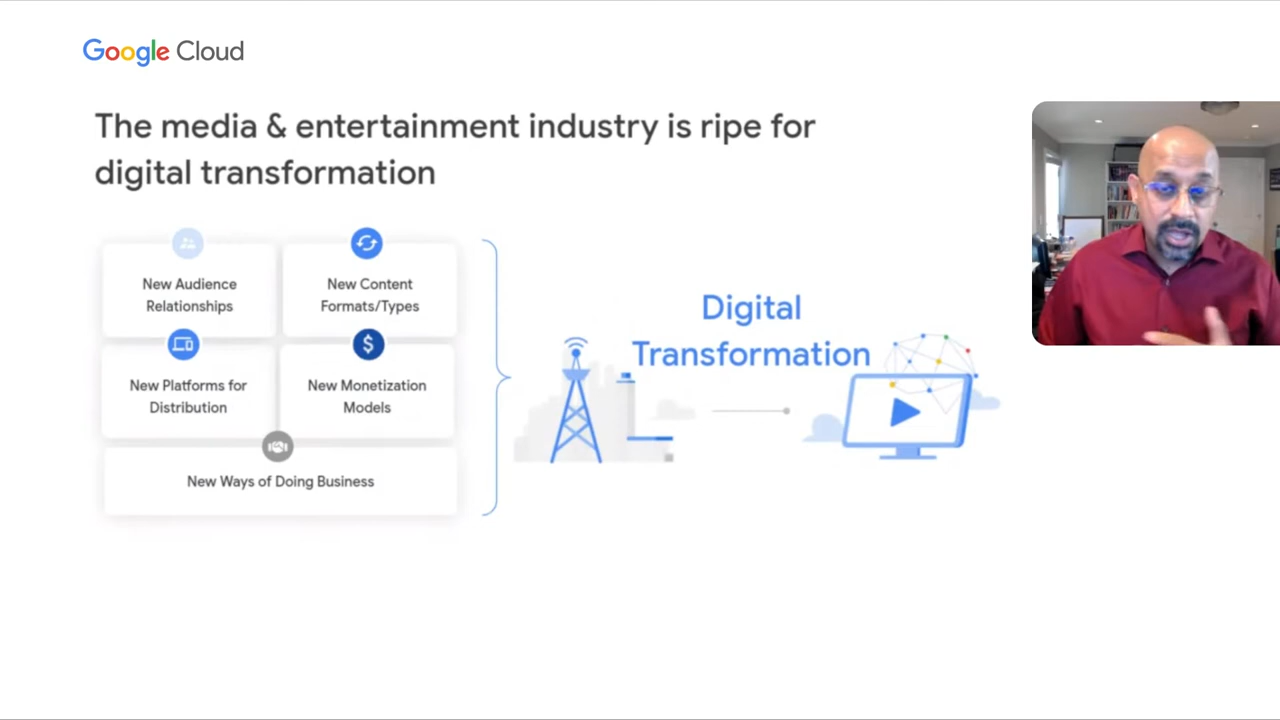 Google Cloud
The media & entertainment industry is ripe for
digital transformation
New Audience
Relationships
New Content
Formats/Types
New Platforms for
Distribution
$
New Monetization
Models
New Ways of Doing Business
Digital
Transformation